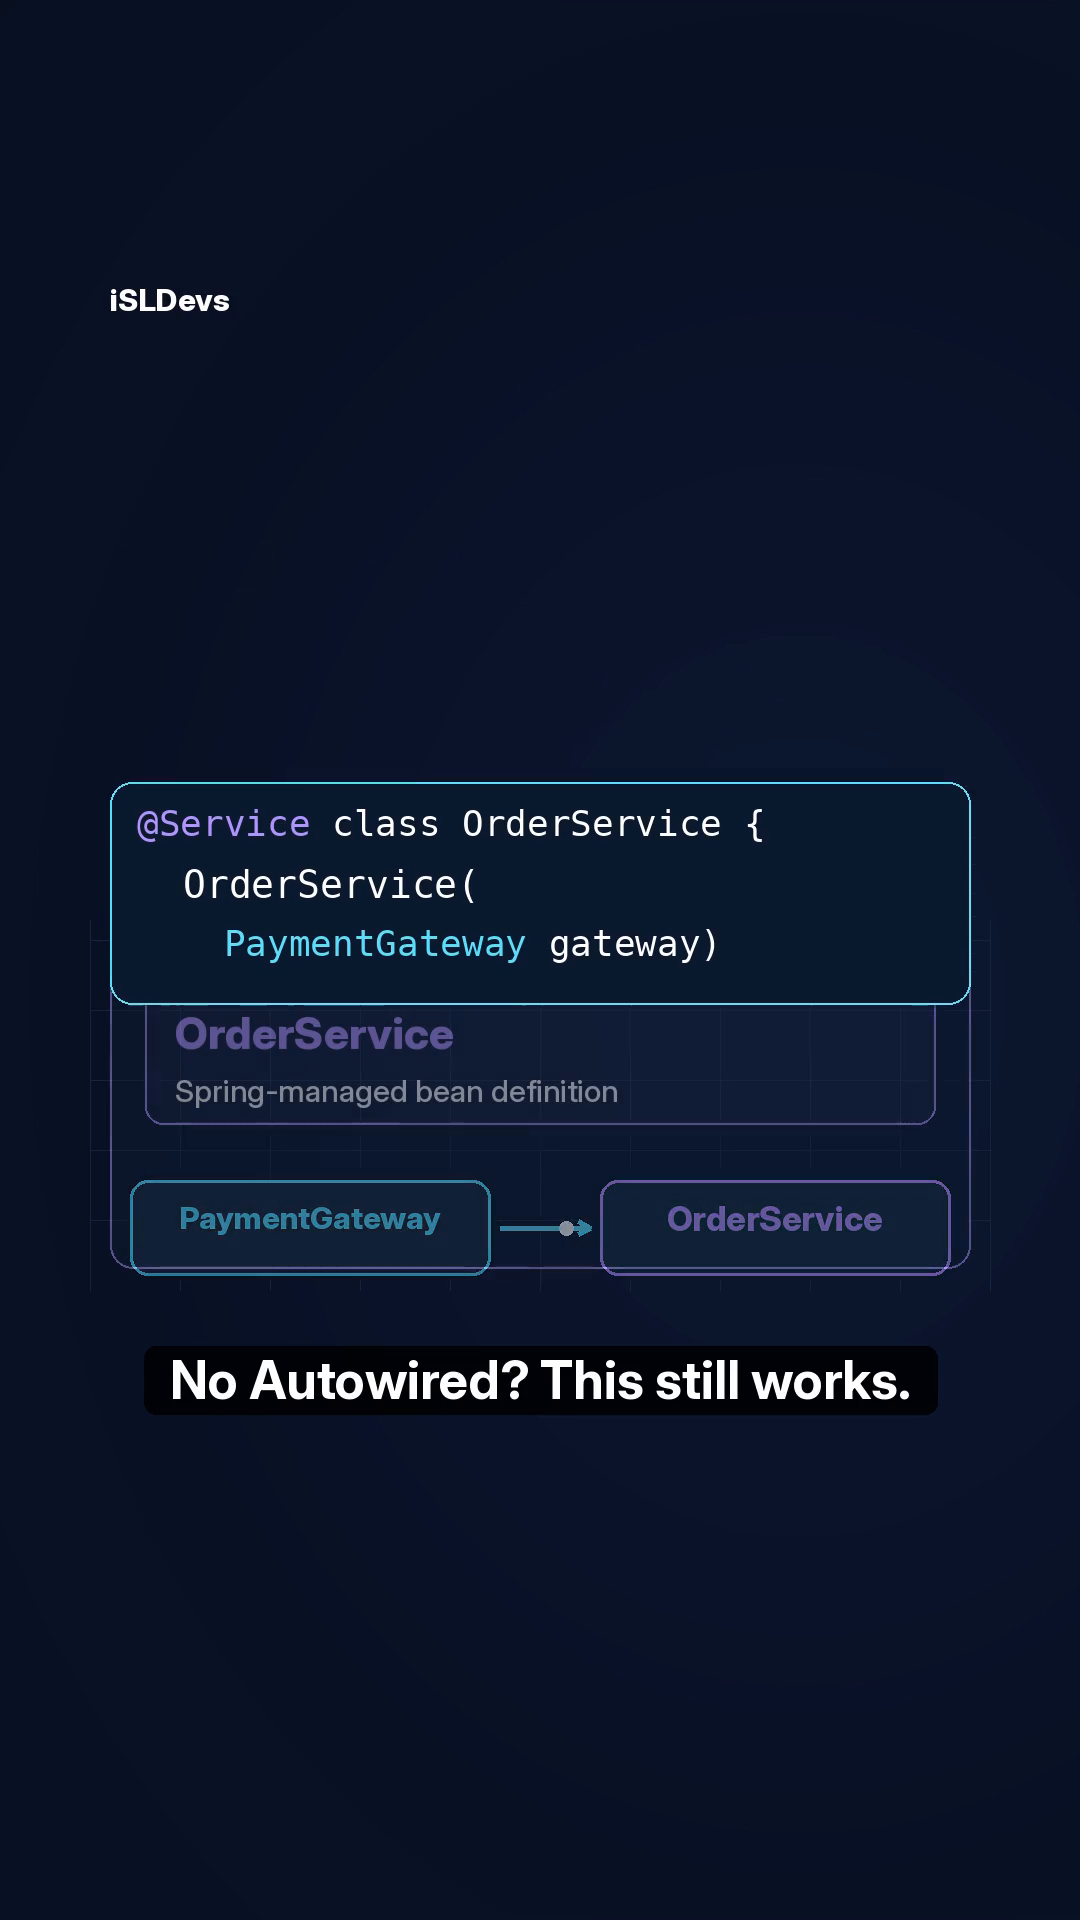 iSLDevs
@Service class OrderService {
OrderService(
PaymentGateway gateway)
OrderService
Spring-managed bean definition
PaymentGateway
OrderService
No Autowired? This still works.